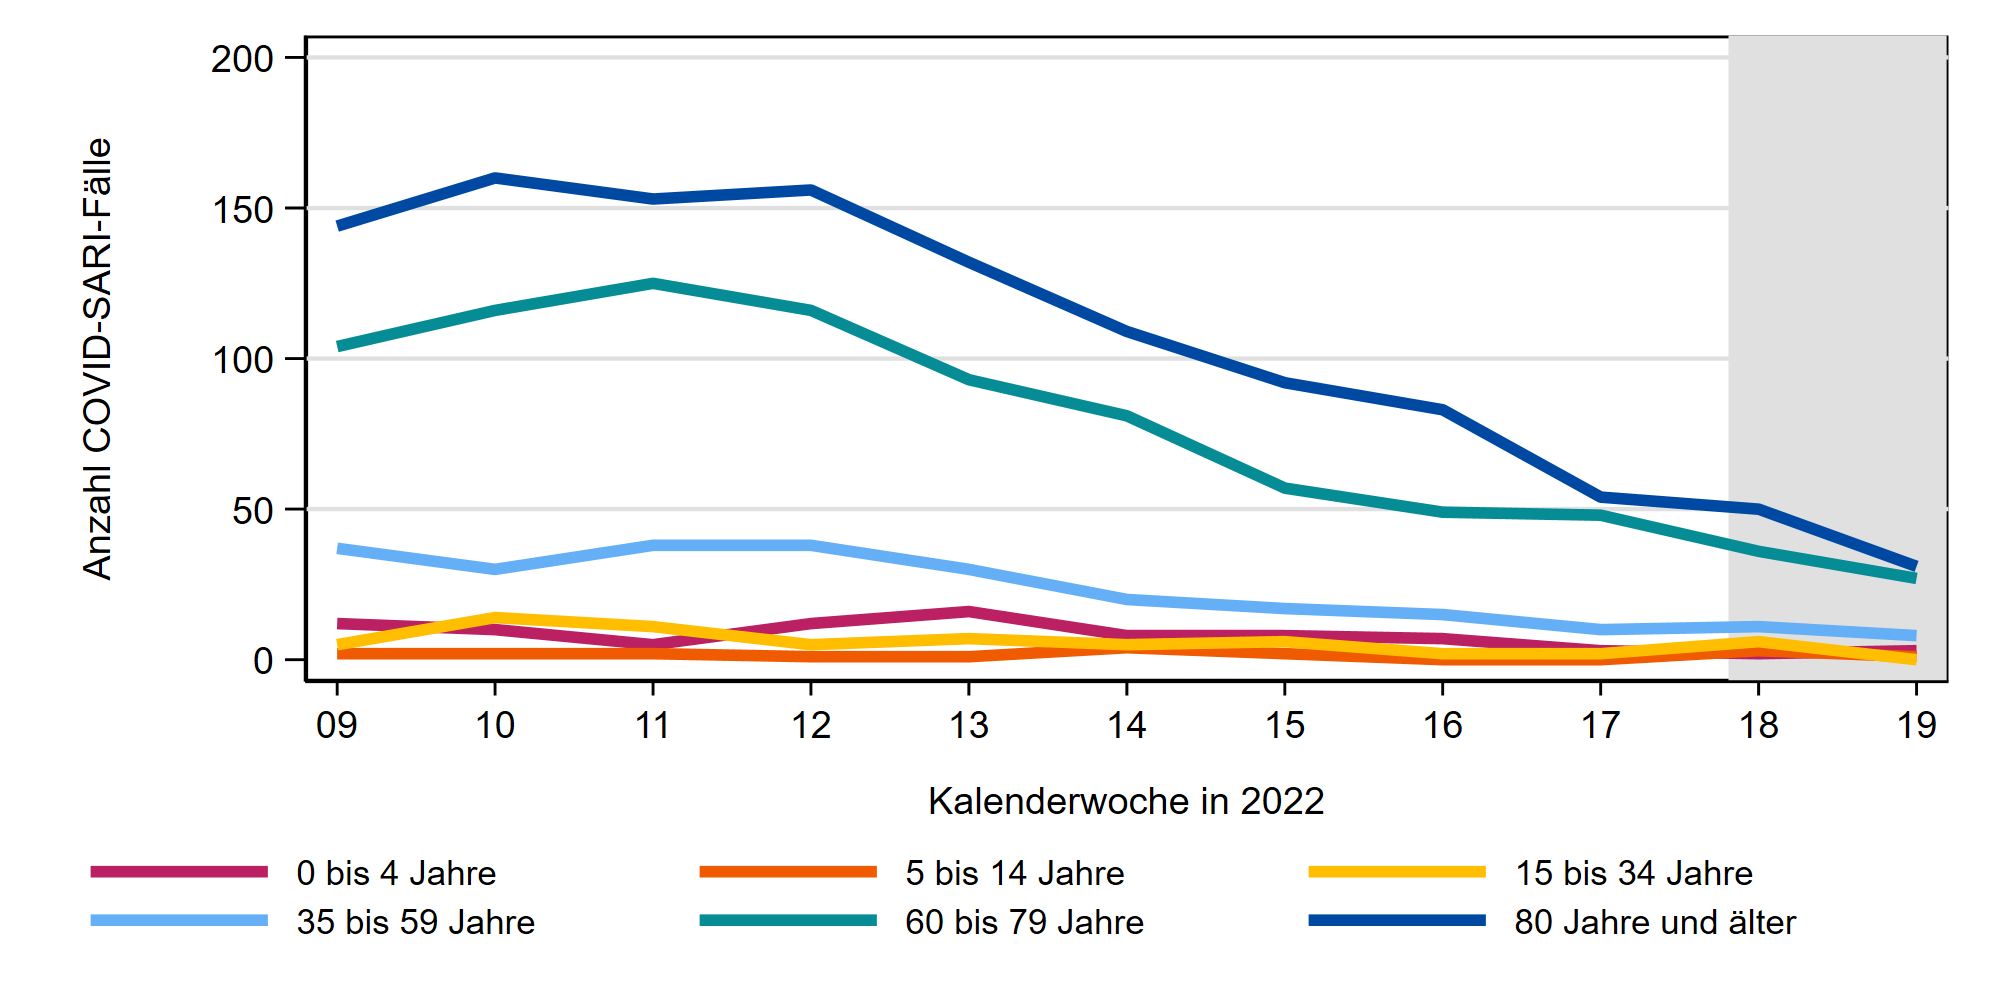 Anzahl COVID-SARI-Fälle
200
150
100
50
0
09 10 11 12 13 14 15 16 17 18 19
Kalenderwoche in 2022
0 bis 4 Jahre 5 bis 14 Jahre 15 bis 34 Jahre
35 bis 59 Jahre 60 bis 79 Jahre 80 Jahre und älter